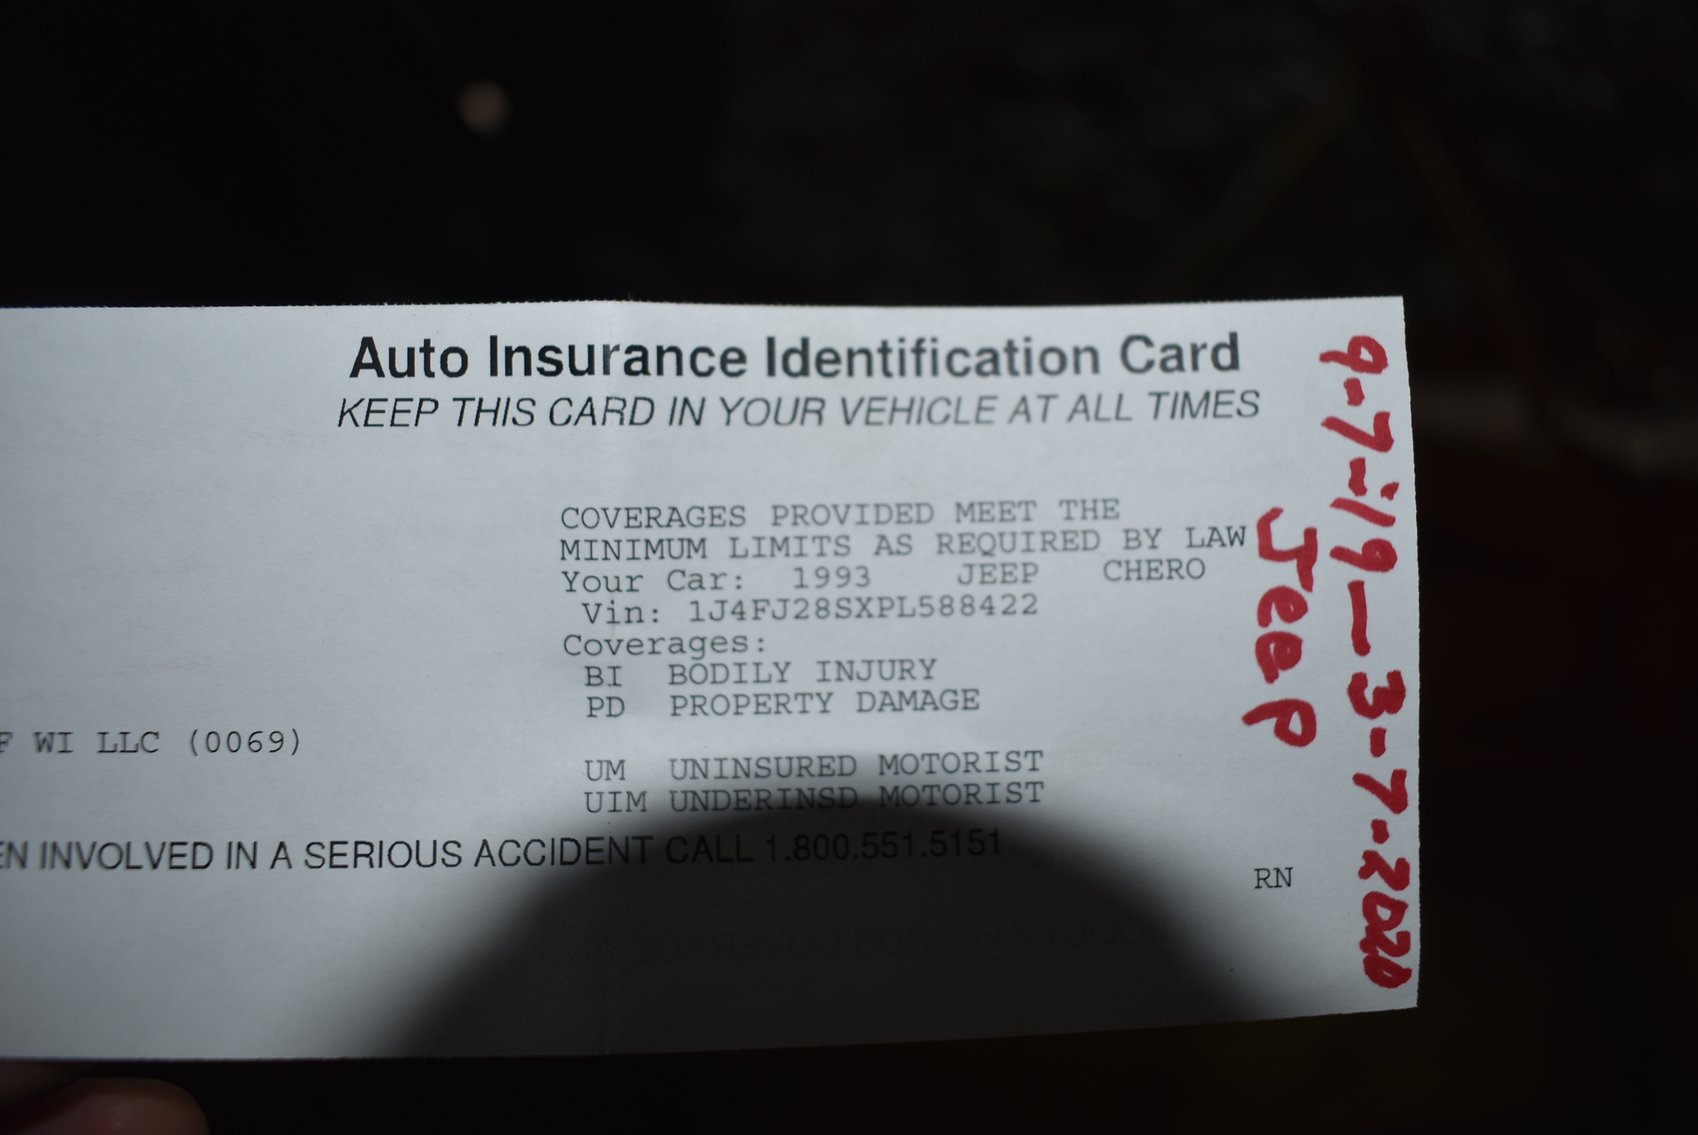 Auto Insurance Identification Card
KEEP THIS CARD IN YOUR VEHICLE AT ALL TIMES
COVERAGES PROVIDED MEET THE
MINIMUM LIMITS AS REQUIRED BY LAW
Your Car: 1993 JEEP CHERO
Vin: 1J4FJ28SXPL588422
Coverages:
BI BODILY INJURY
PD PROPERTY DAMAGE
F WI LLC (0069)
UM UNINSURED MOTORIST
UIM UNDERINSD MOTORIST
EN INVOLVED IN A SERIOUS ACCIDENT CALL 1.800.551.5151
RN
9-7-'19—3-7-2020
Jeep